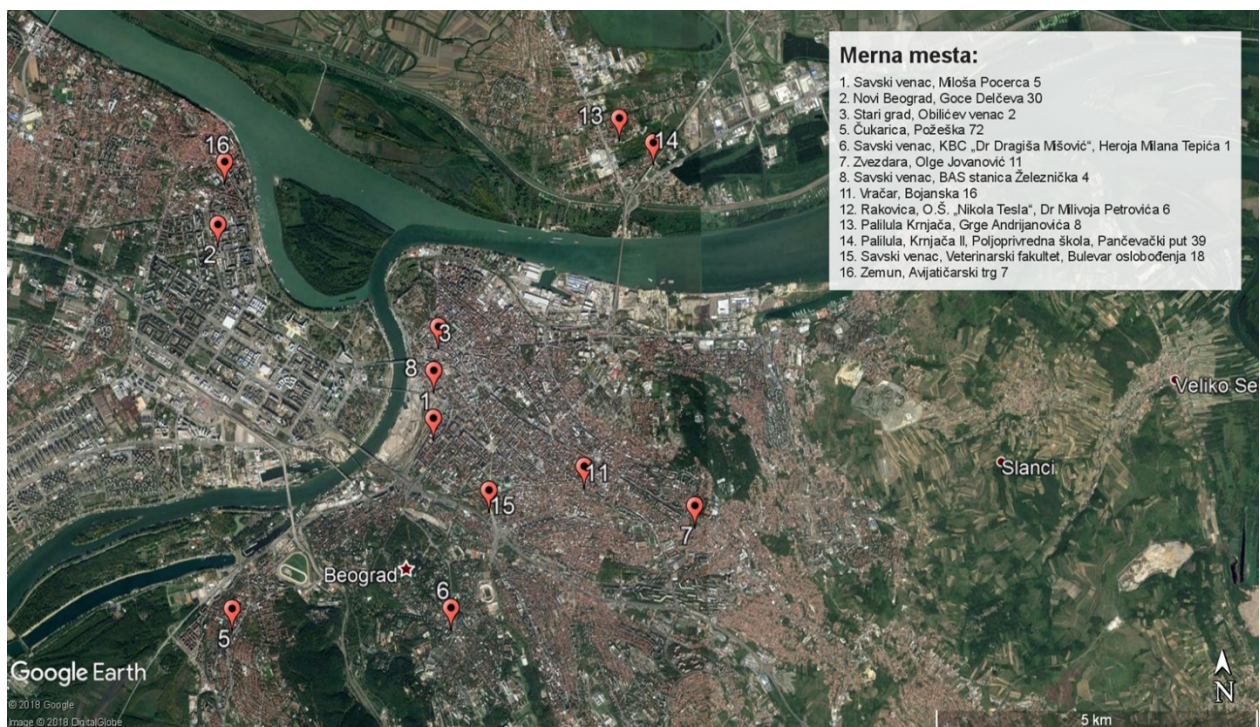 Merna mesta:
1. Savski venac, Miloša Pocerca 5
2. Novi Beograd, Goce Delčeva 30
3. Stari grad, Obilićev venac 2
5. Čukarica, Požeška 72
6. Savski venac, KBC „Dr Dragiša Mišović“, Heroja Milana Tepića 1
7. Zvezdara, Olge Jovanović 11
8. Savski venac, BAS stanica Železnička 4
11. Vračar, Bojanska 16
12. Rakovica, O.Š. „Nikola Tesla“, Dr Milivoja Petrovića 6
13. Palilula Krnjača, Grge Andrijanovića 8
14. Palilula, Krnjača II, Poljoprivredna škola, Pančevački put 39
15. Savski venac, Veterinarski fakultet, Bulevar oslobođenja 18
16. Zemun, Avijatičarski trg 7
13
14
16
2
3
8
1
Veliko Se
11
Slanci
15
7
Beograd
6
5
Google Earth
N
© 2018 Google
Image © 2018 DigitalGlobe
5 km